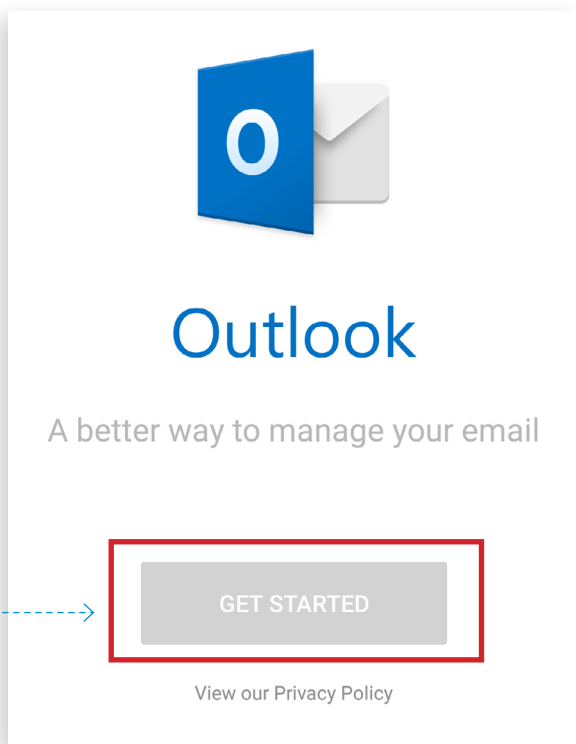 O
Outlook
A better way to manage your email
GET STARTED
View our Privacy Policy